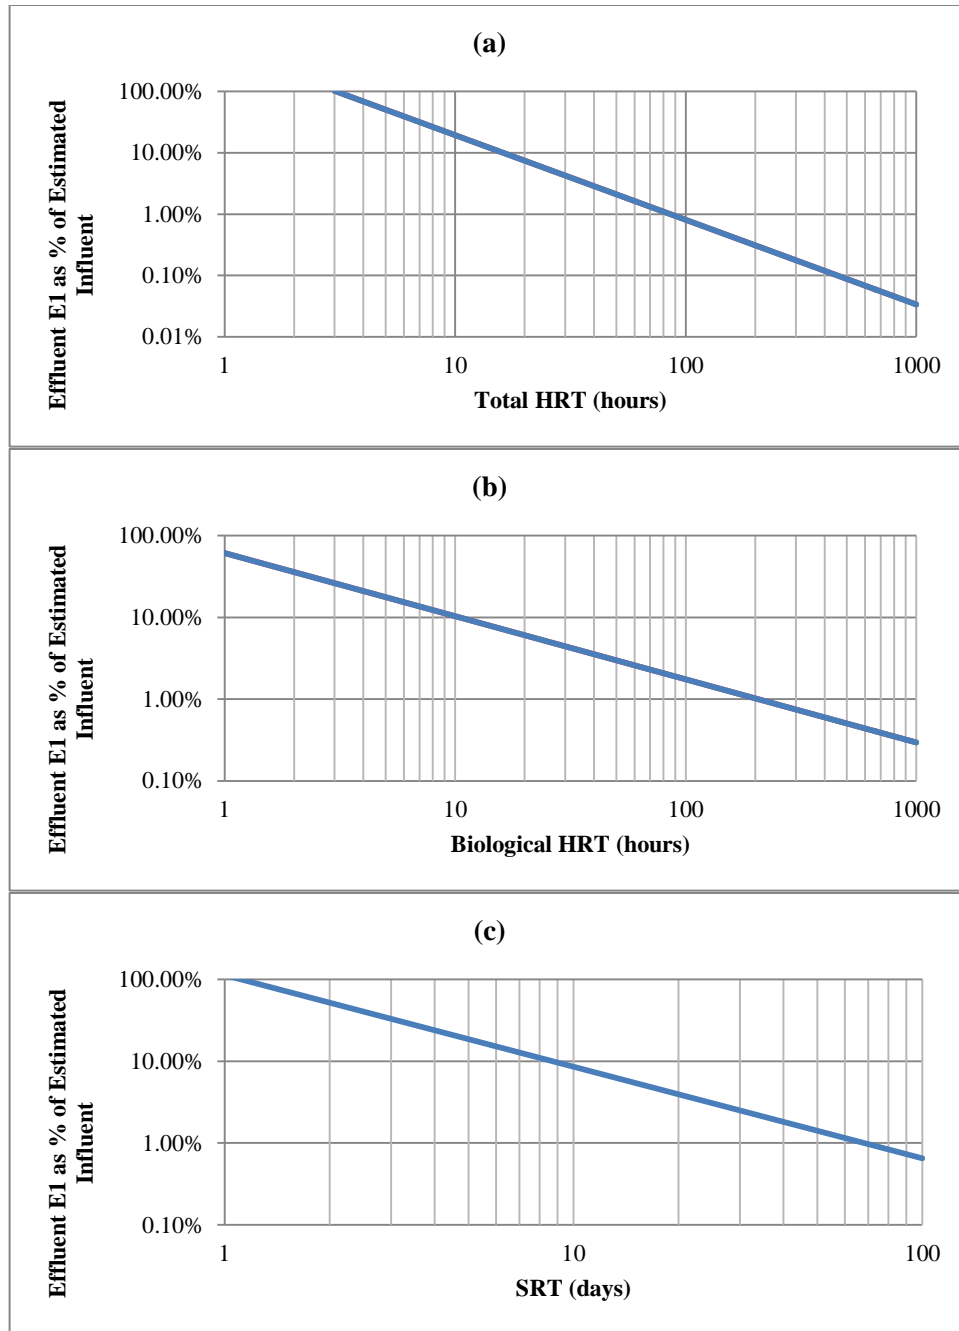 (a)
Effluent E1 as % of Estimated
Influent
100.00%
10.00%
1.00%
0.10%
0.01%
1 10 100 1000
Total HRT (hours)
(b)
Effluent E1 as % of Estimated
Influent
100.00%
10.00%
1.00%
0.10%
1 10 100 1000
Biological HRT (hours)
(c)
Effluent E1 as % of Estimated
Influent
100.00%
10.00%
1.00%
0.10%
1 10 100
SRT (days)